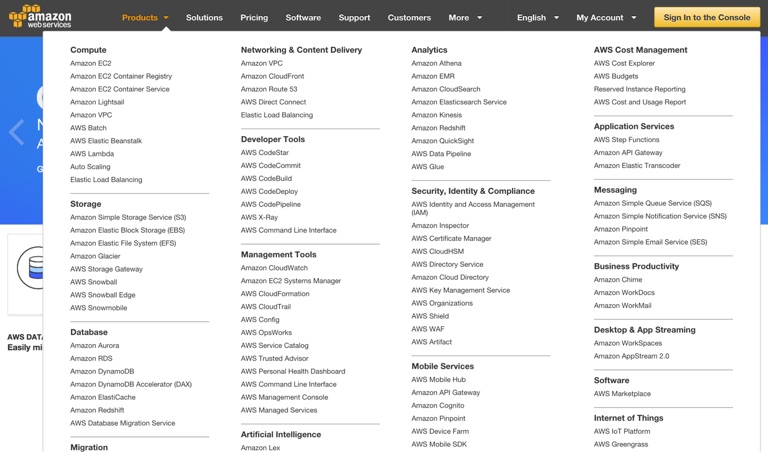 amazon
webservices
Products
Solutions
Pricing
Software
Support
Customers
More
English
My Account
Sign In to the Console
Compute
Amazon EC2
Amazon EC2 Container Registry
Amazon EC2 Container Service
Amazon Lightsail
Amazon VPC
AWS Batch
AWS Elastic Beanstalk
AWS Lambda
Auto Scaling
Elastic Load Balancing
Storage
Amazon Simple Storage Service (S3)
Amazon Elastic Block Storage (EBS)
Amazon Elastic File System (EFS)
Amazon Glacier
AWS Storage Gateway
AWS Snowball
AWS Snowball Edge
AWS Snowmobile
Database
Amazon Aurora
Amazon RDS
Amazon DynamoDB
Amazon DynamoDB Accelerator (DAX)
Amazon ElastiCache
Amazon Redshift
AWS Database Migration Service
Migration
Networking & Content Delivery
Amazon VPC
Amazon CloudFront
Amazon Route 53
AWS Direct Connect
Elastic Load Balancing
Developer Tools
AWS CodeStar
AWS CodeCommit
AWS CodeBuild
AWS CodeDeploy
AWS CodePipeline
AWS X-Ray
AWS Command Line Interface
Management Tools
Amazon CloudWatch
Amazon EC2 Systems Manager
AWS CloudFormation
AWS CloudTrail
AWS Config
AWS OpsWorks
AWS Service Catalog
AWS Trusted Advisor
AWS Personal Health Dashboard
AWS Command Line Interface
AWS Management Console
AWS Managed Services
Artificial Intelligence
Amazon Lex
Analytics
Amazon Athena
Amazon EMR
Amazon CloudSearch
Amazon Elasticsearch Service
Amazon Kinesis
Amazon Redshift
Amazon QuickSight
AWS Data Pipeline
AWS Glue
Security, Identity & Compliance
AWS Identity and Access Management
(IAM)
Amazon Inspector
AWS Certificate Manager
AWS CloudHSM
AWS Directory Service
Amazon Cloud Directory
AWS Key Management Service
AWS Organizations
AWS Shield
AWS WAF
AWS Artifact
Mobile Services
AWS Mobile Hub
Amazon API Gateway
Amazon Cognito
Amazon Pinpoint
AWS Device Farm
AWS Mobile SDK
AWS Cost Management
AWS Cost Explorer
AWS Budgets
Reserved Instance Reporting
AWS Cost and Usage Report
Application Services
AWS Step Functions
Amazon API Gateway
Amazon Elastic Transcoder
Messaging
Amazon Simple Queue Service (SQS)
Amazon Simple Notification Service (SNS)
Amazon Pinpoint
Amazon Simple Email Service (SES)
Business Productivity
Amazon Chime
Amazon WorkDocs
Amazon WorkMail
Desktop & App Streaming
Amazon WorkSpaces
Amazon AppStream 2.0
Software
AWS Marketplace
Internet of Things
AWS IoT Platform
AWS Greengrass
AWS DAT
Easily mi